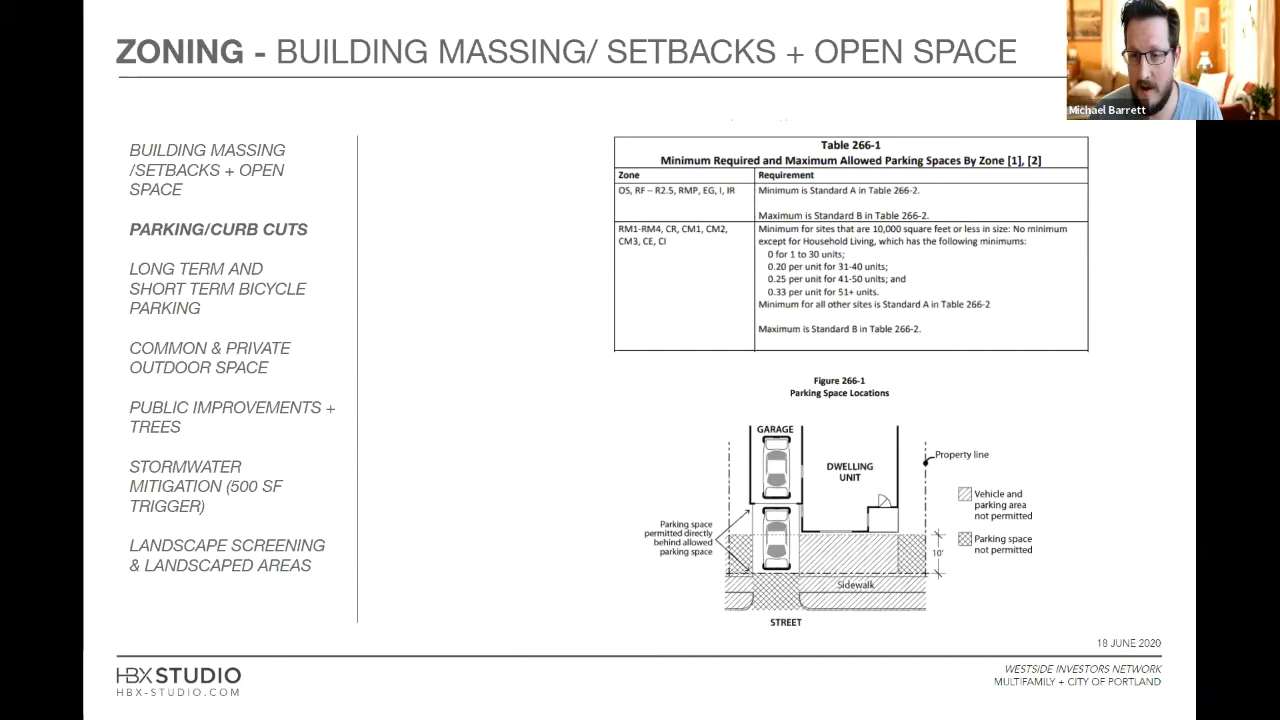 ZONING - BUILDING MASSING/ SETBACKS + OPEN SPACE
Michael Barrett
BUILDING MASSING
/SETBACKS + OPEN
SPACE
PARKING/CURB CUTS
LONG TERM AND
SHORT TERM BICYCLE
PARKING
COMMON & PRIVATE
OUTDOOR SPACE
PUBLIC IMPROVEMENTS +
TREES
STORMWATER
MITIGATION (500 SF
TRIGGER)
LANDSCAPE SCREENING
& LANDSCAPED AREAS
Table 266-1
Minimum Required and Maximum Allowed Parking Spaces By Zone [1], [2]
Zone
Requirement
OS, RF – R2.5, RMP, EG, I, IR
Minimum is Standard A in Table 266-2.
Maximum is Standard B in Table 266-2.
RM1-RM4, CR, CM1, CM2,
CM3, CE, CI
Minimum for sites that are 10,000 square feet or less in size: No minimum
except for Household Living, which has the following minimums:
0 for 1 to 30 units;
0.20 per unit for 31-40 units;
0.25 per unit for 41-50 units; and
0.33 per unit for 51+ units.
Minimum for all other sites is Standard A in Table 266-2
Maximum is Standard B in Table 266-2.
Figure 266-1
Parking Space Locations
GARAGE
DWELLING
UNIT
Property line
Vehicle and
parking area
not permitted
Parking space
not permitted
Parking space
permitted directly
behind allowed
parking space
10'
Sidewalk
STREET
18 JUNE 2020
HBX STUDIO
HBX-STUDIO.COM
WESTSIDE INVESTORS NETWORK
MULTIFAMILY + CITY OF PORTLAND